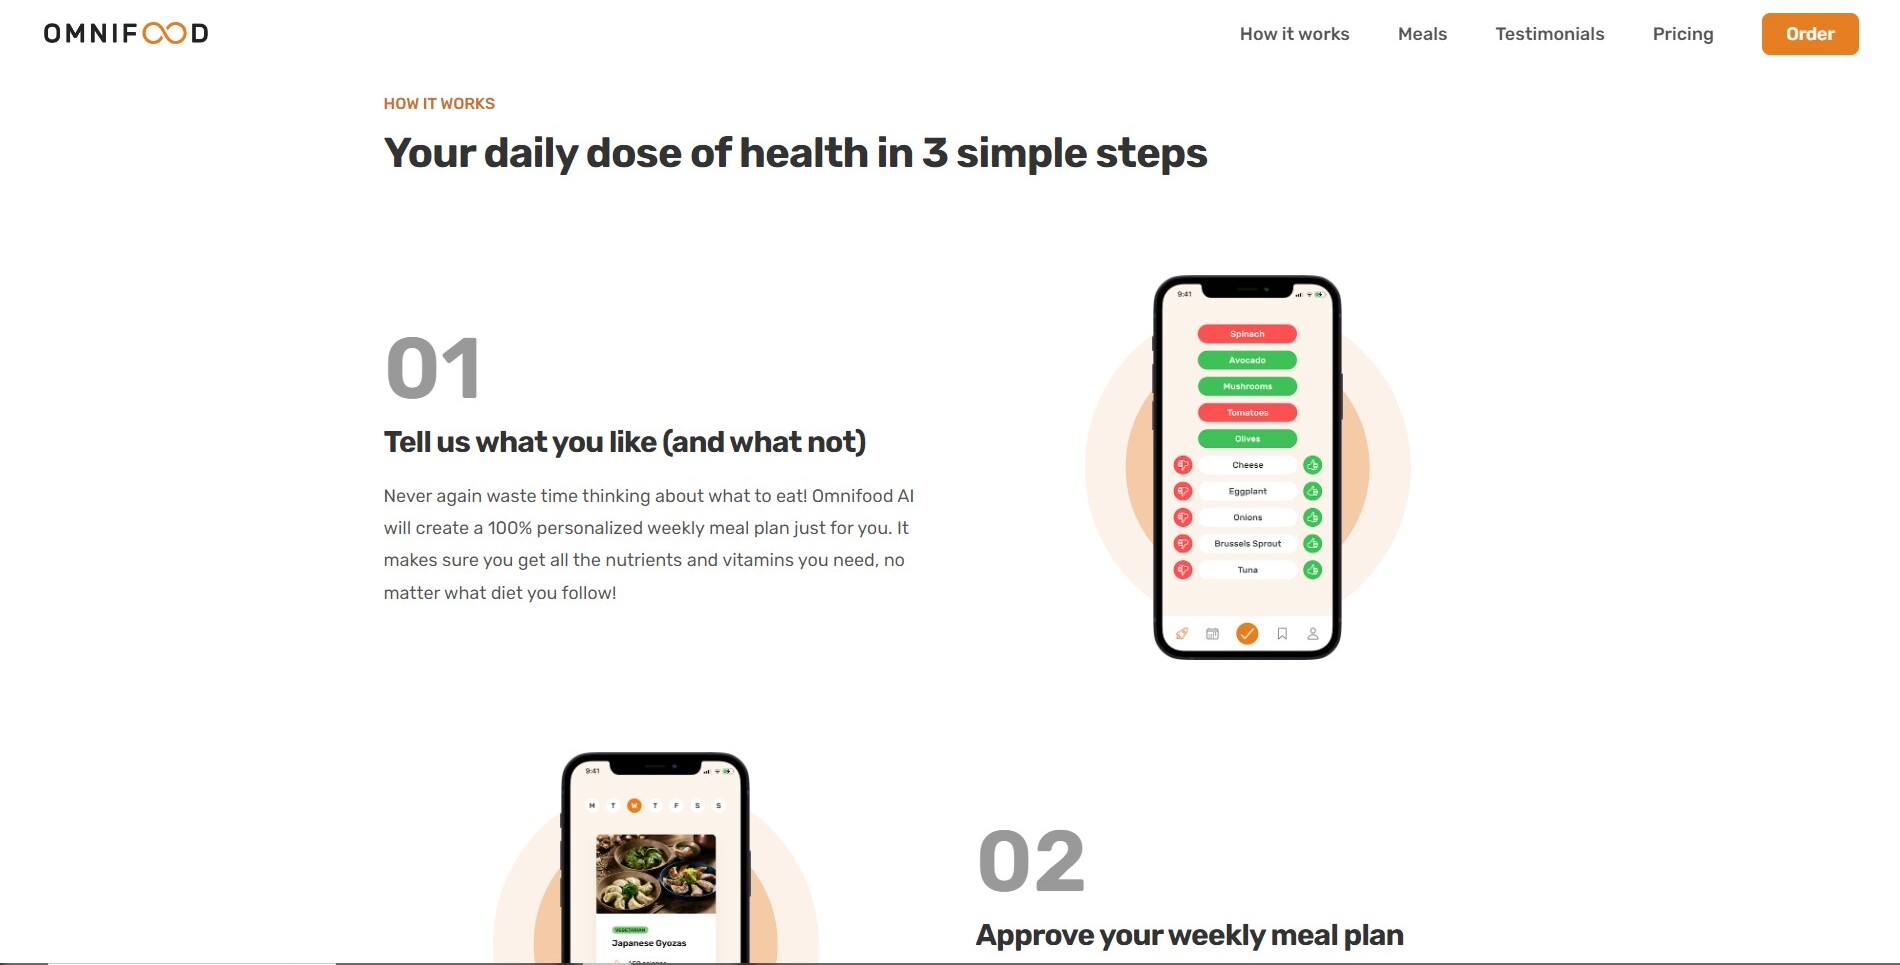 OMNIFOOD
How it works
Meals
Testimonials
Pricing
Order
HOW IT WORKS
Your daily dose of health in 3 simple steps
01
Tell us what you like (and what not)
Never again waste time thinking about what to eat! Omnifood AI
will create a 100% personalized weekly meal plan just for you. It
makes sure you get all the nutrients and vitamins you need, no
matter what diet you follow!
9:41
Spinach
Avocado
Mushrooms
Tomatoes
Olives
Cheese
Eggplant
Onions
Brussels Sprout
Tuna
9:41
M T W T F S S
VEGETARIAN
Japanese Gyozas
02
Approve your weekly meal plan